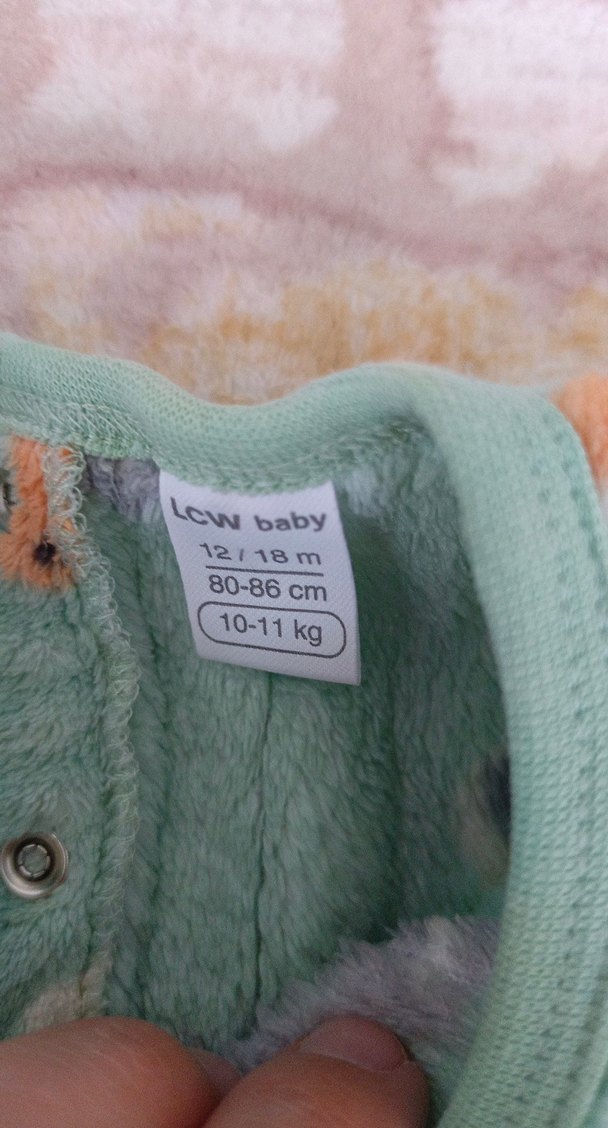 LCW baby
12 / 18 m
80-86 cm
10-11 kg